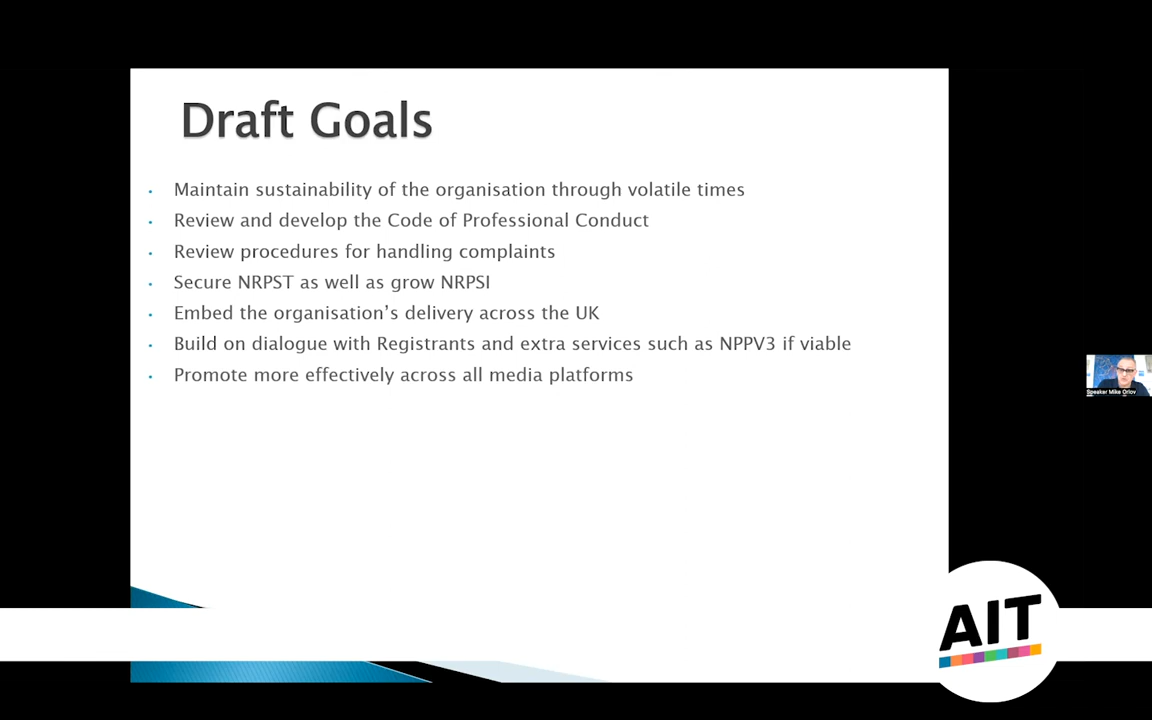 Draft Goals
• Maintain sustainability of the organisation through volatile times
• Review and develop the Code of Professional Conduct
• Review procedures for handling complaints
• Secure NRPST as well as grow NRPSI
• Embed the organisation’s delivery across the UK
• Build on dialogue with Registrants and extra services such as NPPV3 if viable
• Promote more effectively across all media platforms
Speaker Mike Orlov
AIT